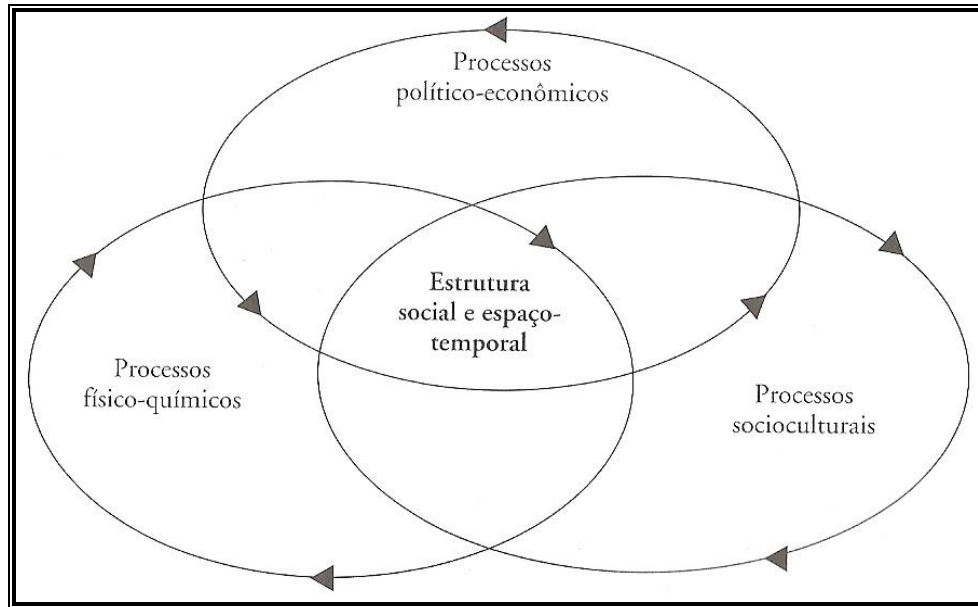 Processos
político-econômicos
Estrutura
social e espaço-
temporal
Processos
físico-químicos
Processos
socioculturais